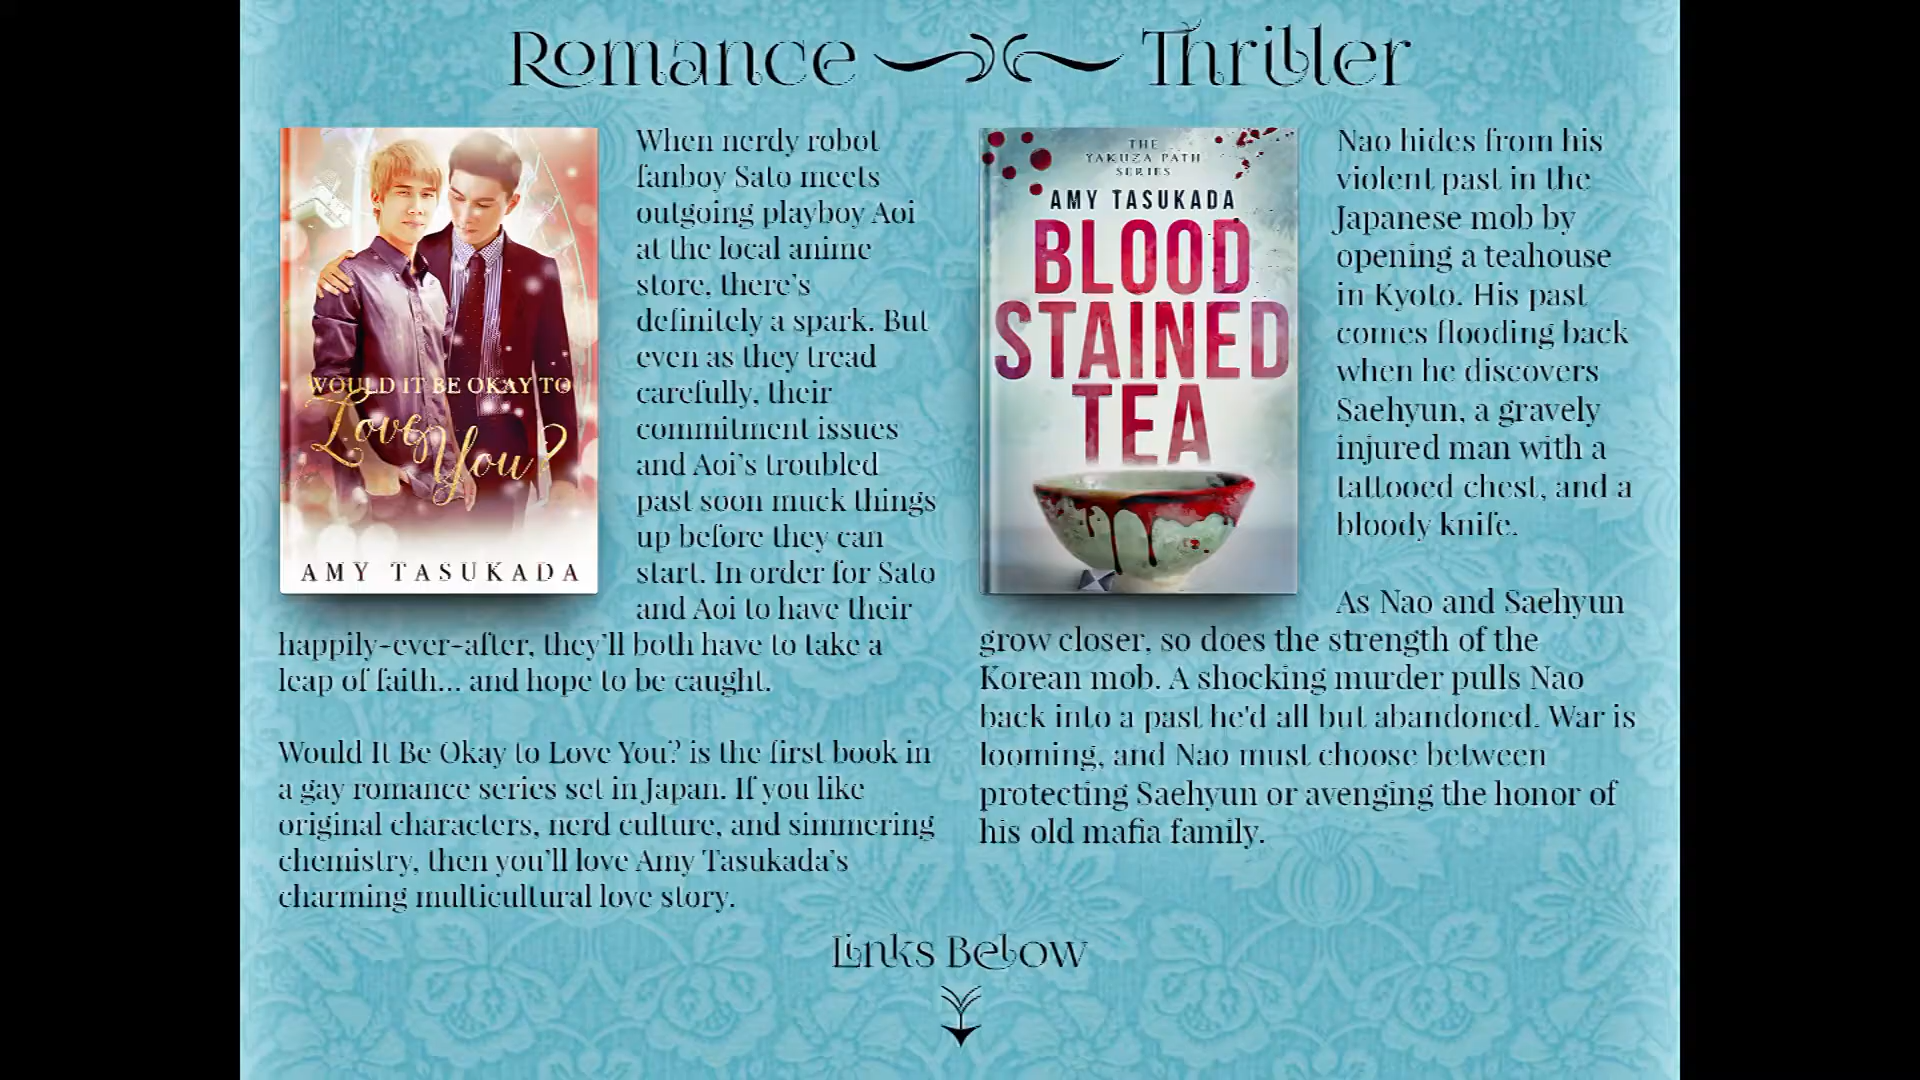 Romance Thriller
WOULD IT BE OKAY TO
Love You?
AMY TASUKADA
When nerdy robot
fanboy Sato meets
outgoing playboy Aoi
at the local anime
store, there's
definitely a spark. But
even as they tread
carefully, their
commitment issues
and Aoi's troubled
past soon muck things
up before they can
start. In order for Sato
and Aoi to have their
happily-ever-after, they'll both have to take a
leap of faith... and hope to be caught.
Would It Be Okay to Love You? is the first book in
a gay romance series set in Japan. If you like
original characters, nerd culture, and simmering
chemistry, then you'll love Amy Tasukada's
charming multicultural love story.
THE
YAKUZA PATH
SERIES
AMY TASUKADA
BLOOD
STAINED
TEA
Nao hides from his
violent past in the
Japanese mob by
opening a teahouse
in Kyoto. His past
comes flooding back
when he discovers
Saehyun, a gravely
injured man with a
tattooed chest, and a
bloody knife.
As Nao and Saehyun
grow closer, so does the strength of the
Korean mob. A shocking murder pulls Nao
back into a past he'd all but abandoned. War is
looming, and Nao must choose between
protecting Saehyun or avenging the honor of
his old mafia family.
Links Below